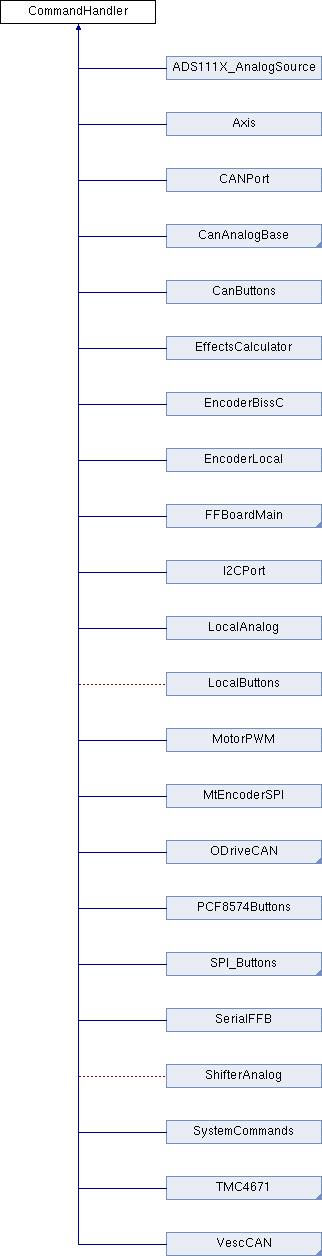 CommandHandler
ADS111X_AnalogSource
Axis
CANPort
CanAnalogBase
CanButtons
EffectsCalculator
EncoderBissC
EncoderLocal
FFBoardMain
I2CPort
LocalAnalog
LocalButtons
MotorPWM
MtEncoderSPI
ODriveCAN
PCF8574Buttons
SPI_Buttons
SerialFFB
ShifterAnalog
SystemCommands
TMC4671
VescCAN